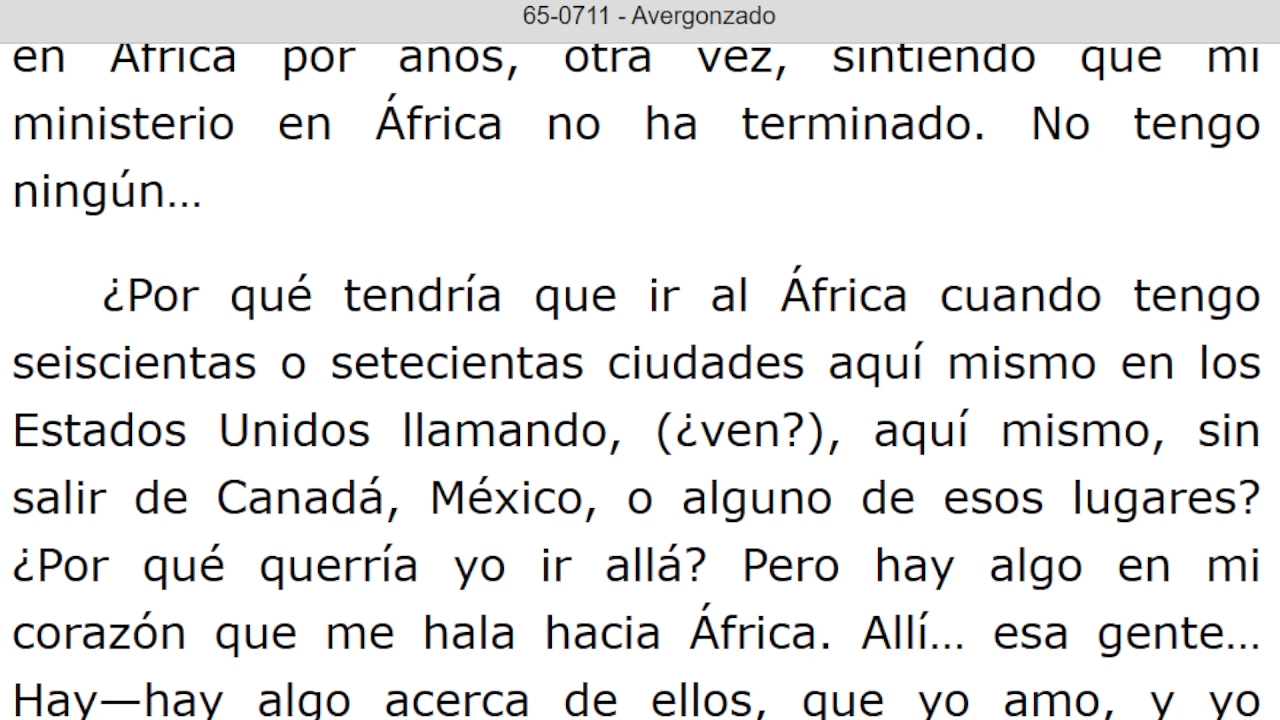 65-0711 - Avergonzado
en África por años, otra vez, sintiendo que mi
ministerio en África no ha terminado. No tengo
ningún...
¿Por qué tendría que ir al África cuando tengo
seiscientas o setecientas ciudades aquí mismo en los
Estados Unidos llamando, (¿ven?), aquí mismo, sin
salir de Canadá, México, o alguno de esos lugares?
¿Por qué querría yo ir allá? Pero hay algo en mi
corazón que me hala hacia África. Allí... esa gente...
Hay—hay algo acerca de ellos, que yo amo, y yo